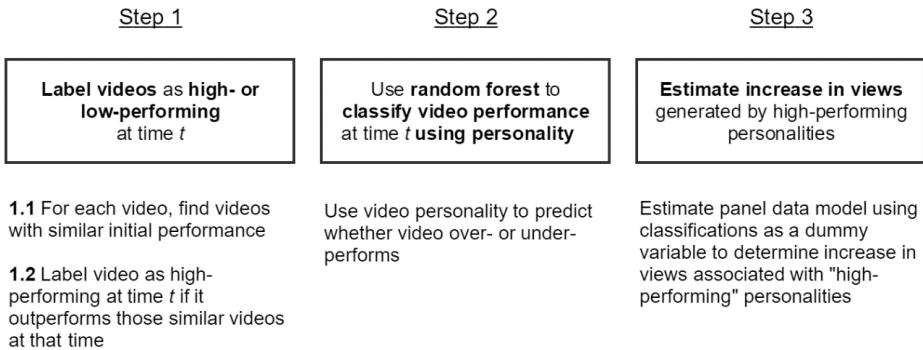 Step 1
Label videos as high- or
low-performing
at time t
1.1 For each video, find videos
with similar initial performance
1.2 Label video as high-
performing at time t if it
outperforms those similar videos
at that time
Step 2
Use random forest to
classify video performance
at time t using personality
Use video personality to predict
whether video over- or under-
performs
Step 3
Estimate increase in views
generated by high-performing
personalities
Estimate panel data model using
classifications as a dummy
variable to determine increase in
views associated with "high-
performing" personalities